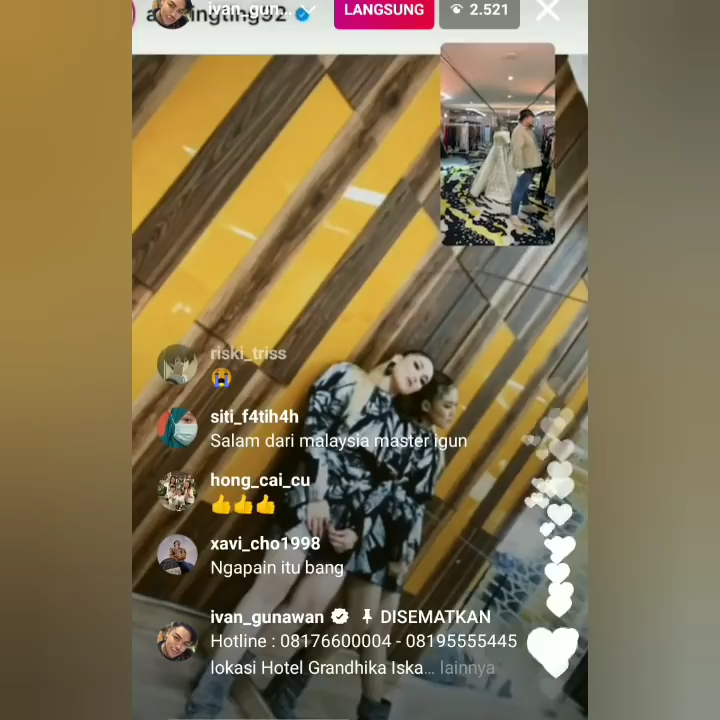 ivan_gun...
LANGSUNG
2.521
riski_triss
😭
siti_f4tih4h
Salam dari malaysia master igun
hong_cai_cu
👍👍👍
xavi_cho1998
Ngapain itu bang
ivan_gunawan DISEMATKAN
Hotline : 08176600004 - 08195555445
lokasi Hotel Grandhika Iska... lainnya